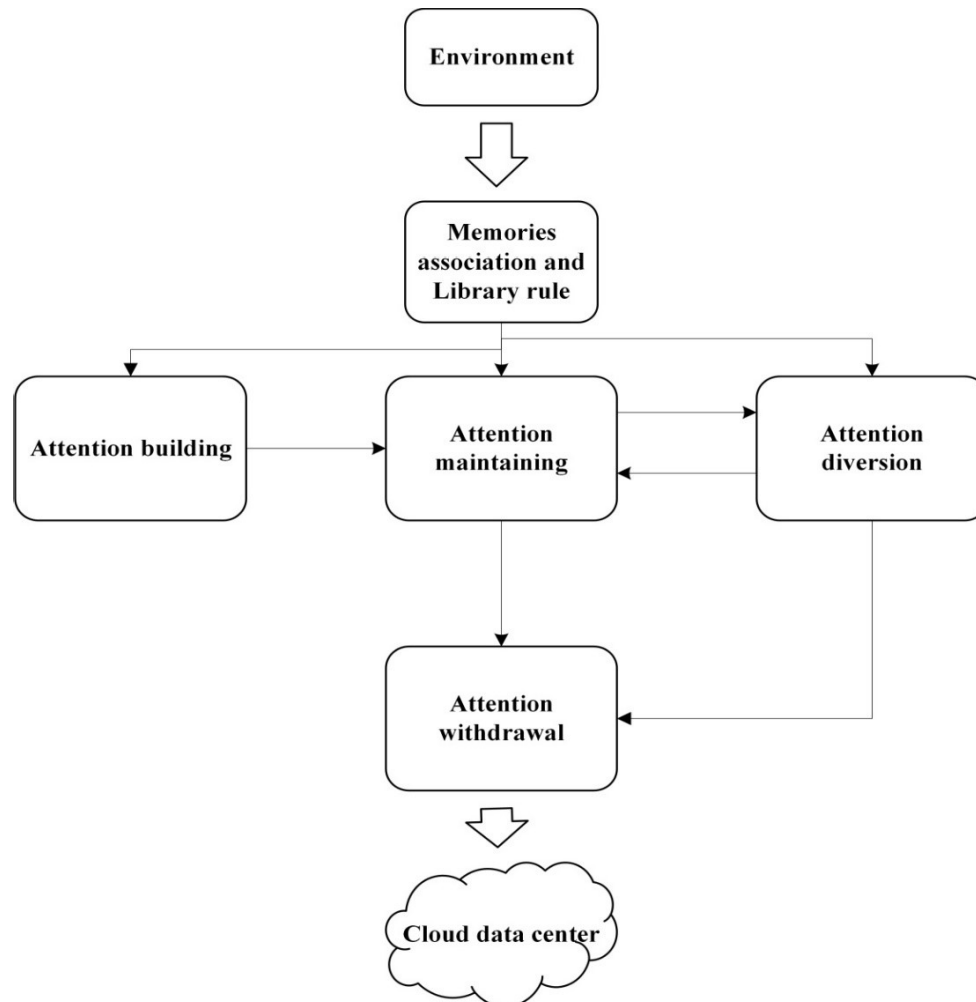 Environment
Memories
association and
Library rule
Attention building
Attention
maintaining
Attention
diversion
Attention
withdrawal
Cloud data center